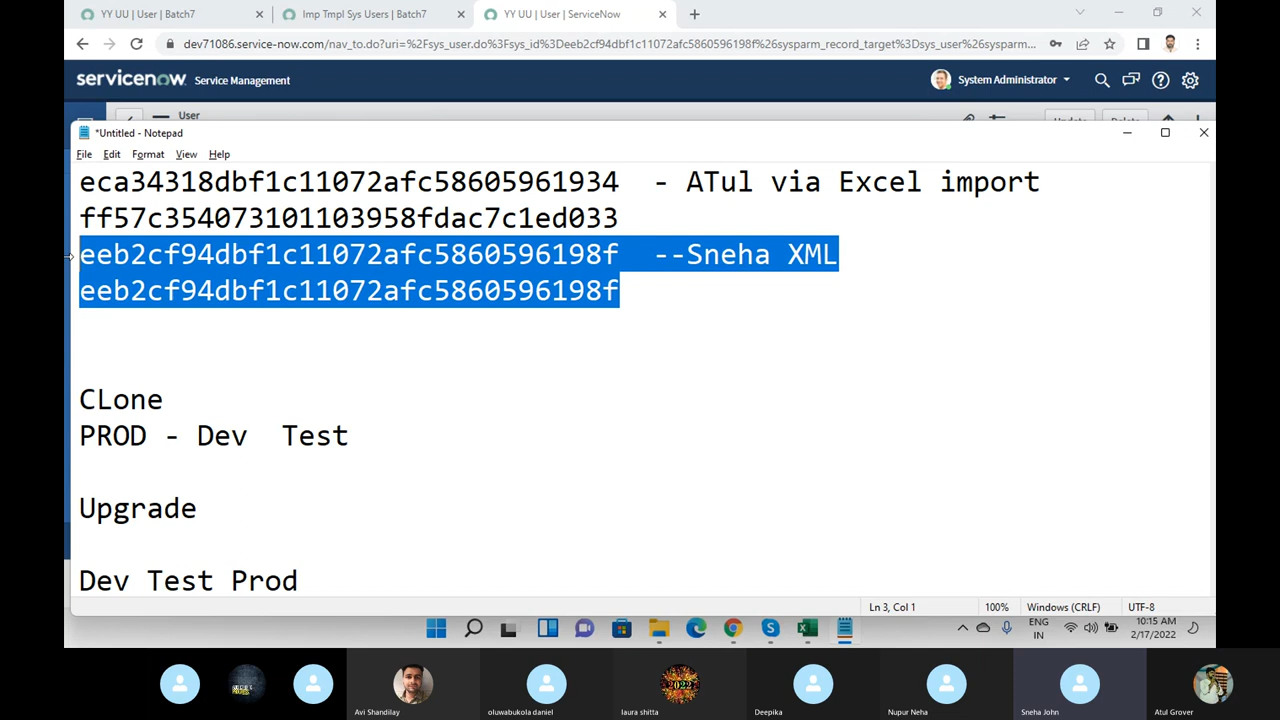 YY UU | User | Batch7
Imp Tmpl Sys Users | Batch7
YY UU | User | ServiceNow
dev71086.service-now.com/nav_to.do?uri=%2Fsys_user.do%3Fsys_id%3Deeb2cf94dbf1c11072afc5860596198f%26sysparm_record_target%3Dsys_user%26sysparm...
servicenow. Service Management
System Administrator
User
Update Delete
*Untitled - Notepad
File Edit Format View Help
eca34318dbf1c11072afc58605961934 - ATul via Excel import
ff57c354073101103958fdac7c1ed033
eeb2cf94dbf1c11072afc5860596198f --Sneha XML
eeb2cf94dbf1c11072afc5860596198f
CLone
PROD - Dev Test
Upgrade
Dev Test Prod
Ln 3, Col 1
100%
Windows (CRLF)
UTF-8
ENG
IN
10:15 AM
2/17/2022
2022
Avi Shandilay
oluwabukola daniel
laura shitta
Deepika
Nupur Neha
Sneha John
Atul Grover